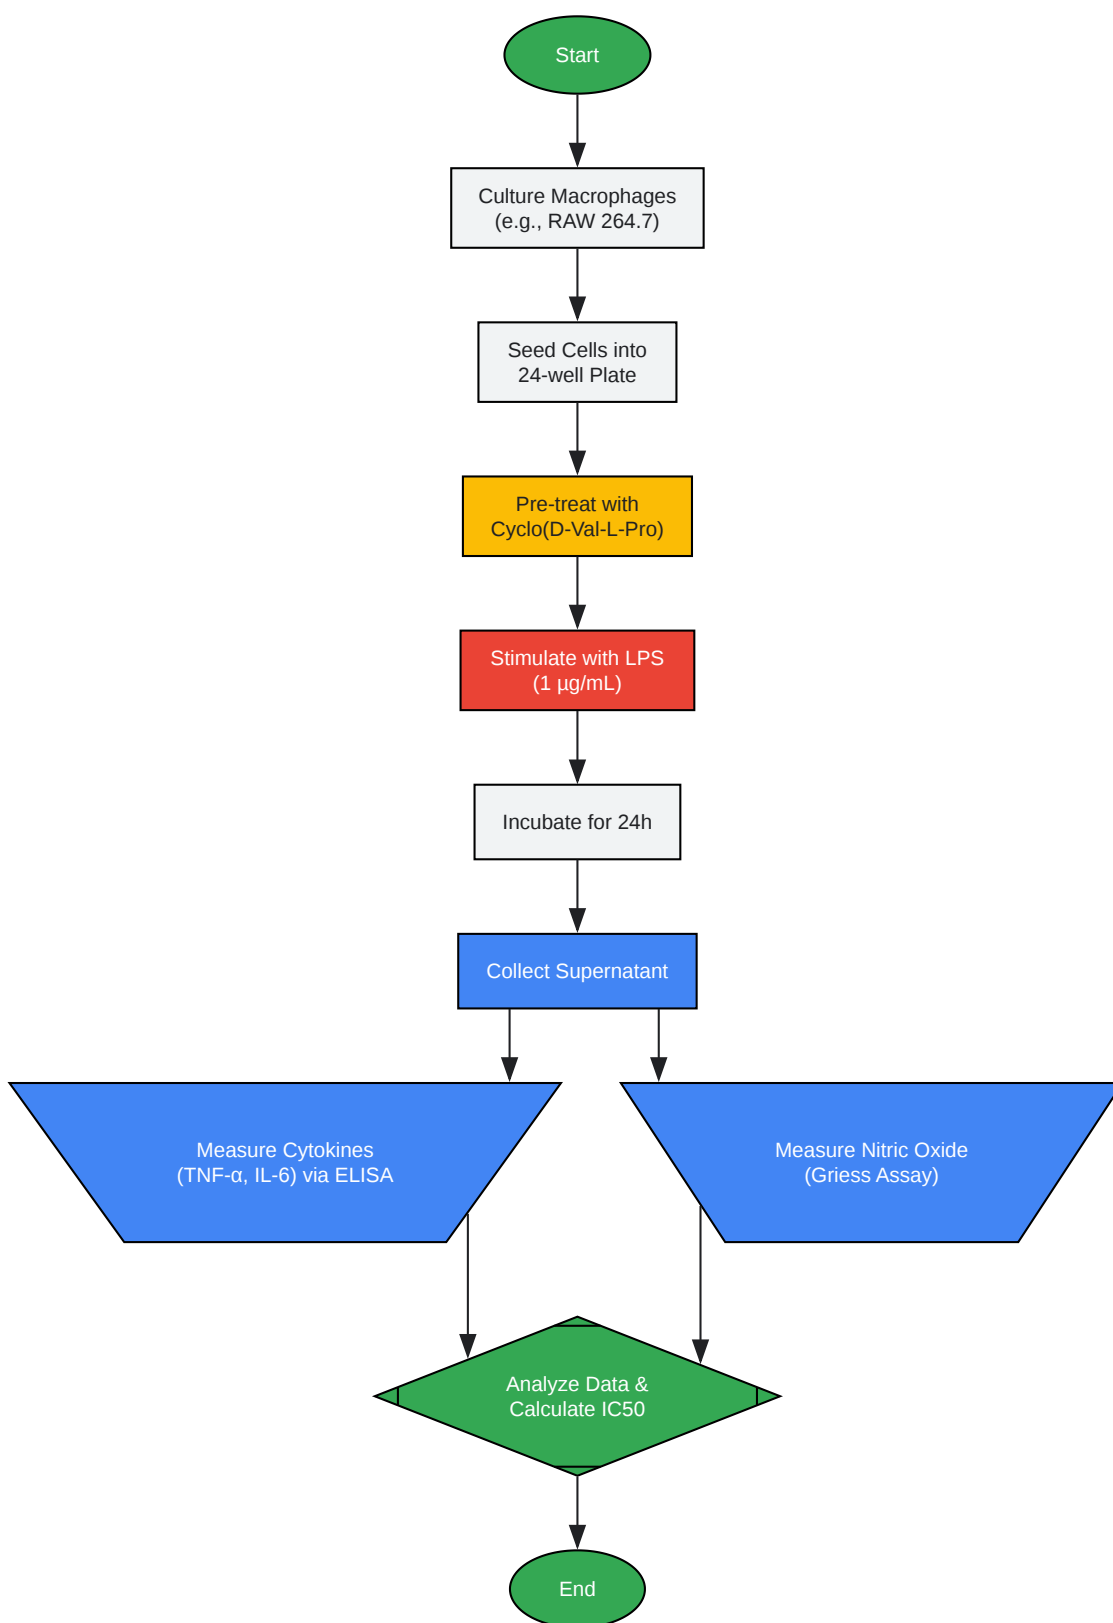 Start
Culture Macrophages
(e.g., RAW 264.7)
Seed Cells into
24-well Plate
Pre-treat with
Cyclo(D-Val-L-Pro)
Stimulate with LPS
(1 µg/mL)
Incubate for 24h
Collect Supernatant
Measure Cytokines
(TNF-α, IL-6) via ELISA
Measure Nitric Oxide
(Griess Assay)
Analyze Data &
Calculate IC50
End